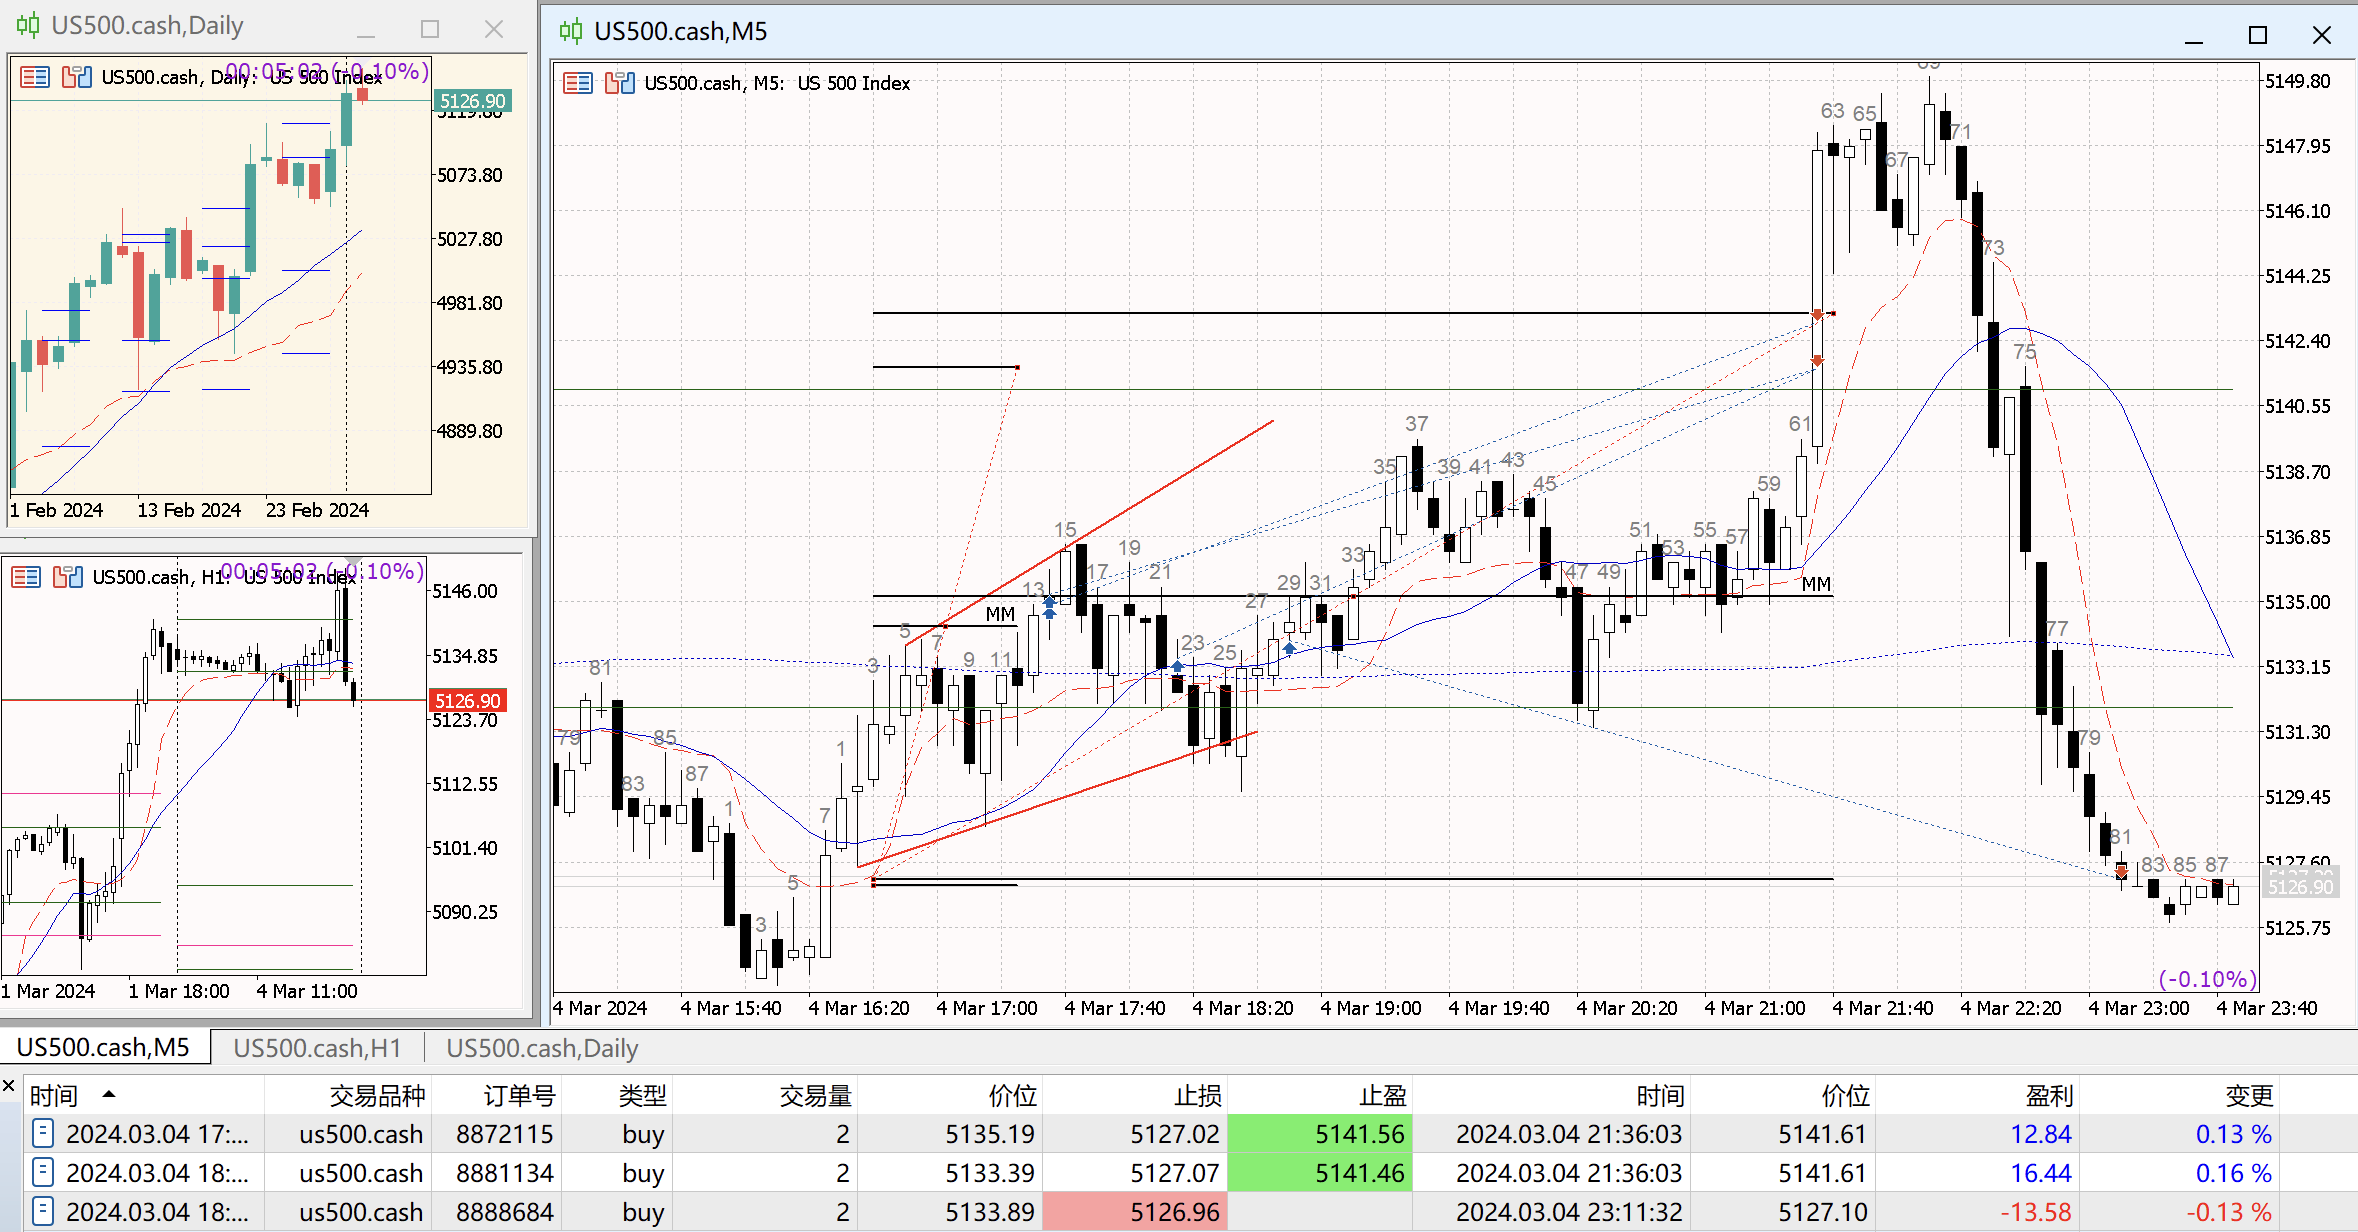 US500.cash,Daily
US500.cash, Daily: US 500 Index
00:05:02 (-0.10%)
5126.90
5119.80
5073.80
5027.80
4981.80
4935.80
4889.80
1 Feb 2024 13 Feb 2024 23 Feb 2024
US500.cash, H1: US 500 Index
00:05:02 (-0.10%)
5146.00
5134.85
5126.90
5123.70
5112.55
5101.40
5090.25
1 Mar 2024 1 Mar 18:00 4 Mar 11:00
US500.cash,M5
US500.cash, M5: US 500 Index
5149.80
5147.95
5146.10
5144.25
5142.40
5140.55
5138.70
5136.85
5135.00
5133.15
5131.30
5129.45
5127.60
5126.90
5125.75
79 81 83 85 87 1 3 5 7 1 3 5 7 9 11 13 15 17 19 21 23 25 27 29 31 33 35 37 39 41 43 45 47 49 51 53 55 57 59 61 63 65 67 69 71 73 75 77 79 81 83 85 87
MM
MM
(-0.10%)
4 Mar 2024 4 Mar 15:40 4 Mar 16:20 4 Mar 17:00 4 Mar 17:40 4 Mar 18:20 4 Mar 19:00 4 Mar 19:40 4 Mar 20:20 4 Mar 21:00 4 Mar 21:40 4 Mar 22:20 4 Mar 23:00 4 Mar 23:40
US500.cash,M5 US500.cash,H1 US500.cash,Daily
时间 交易品种 订单号 类型 交易量 价位 止损 止盈 时间 价位 盈利 变更
2024.03.04 17:... us500.cash 8872115 buy 2 5135.19 5127.02 5141.56 2024.03.04 21:36:03 5141.61 12.84 0.13 %
2024.03.04 18:... us500.cash 8881134 buy 2 5133.39 5127.07 5141.46 2024.03.04 21:36:03 5141.61 16.44 0.16 %
2024.03.04 18:... us500.cash 8888684 buy 2 5133.89 5126.96 2024.03.04 23:11:32 5127.10 -13.58 -0.13 %